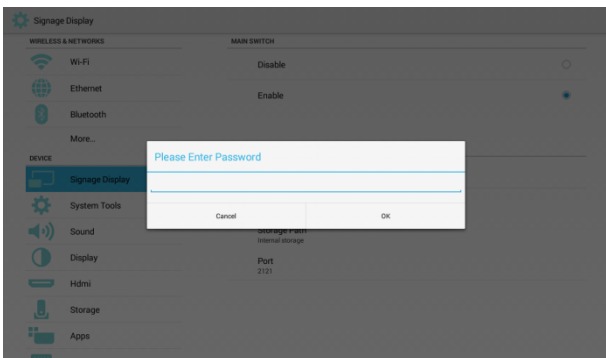 Signage Display
WIRELESS & NETWORKS
Wi-Fi
Ethernet
Bluetooth
More...
DEVICE
Signage Display
System Tools
Sound
Display
Hdmi
Storage
Apps
MAIN SWITCH
Disable
Enable
Please Enter Password
Cancel
OK
Storage Path
Internal storage
Port
2121